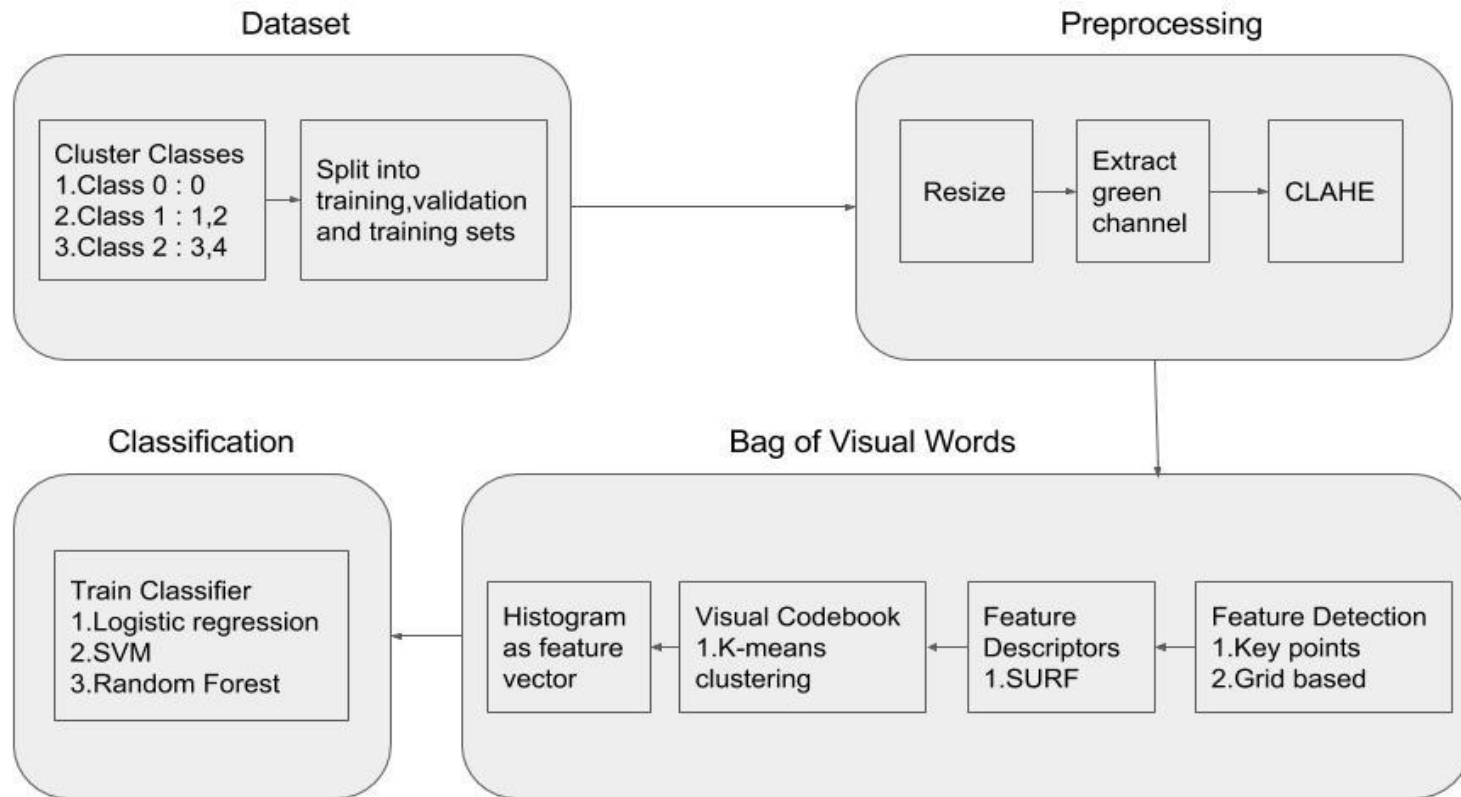 Dataset
Cluster Classes
1.Class 0 : 0
2.Class 1 : 1,2
3.Class 2 : 3,4
Split into
training,validation
and training sets
Preprocessing
Resize
Extract
green
channel
CLAHE
Bag of Visual Words
Feature Detection
1.Key points
2.Grid based
Feature
Descriptors
1.SURF
Visual Codebook
1.K-means
clustering
Histogram
as feature
vector
Classification
Train Classifier
1.Logistic regression
2.SVM
3.Random Forest